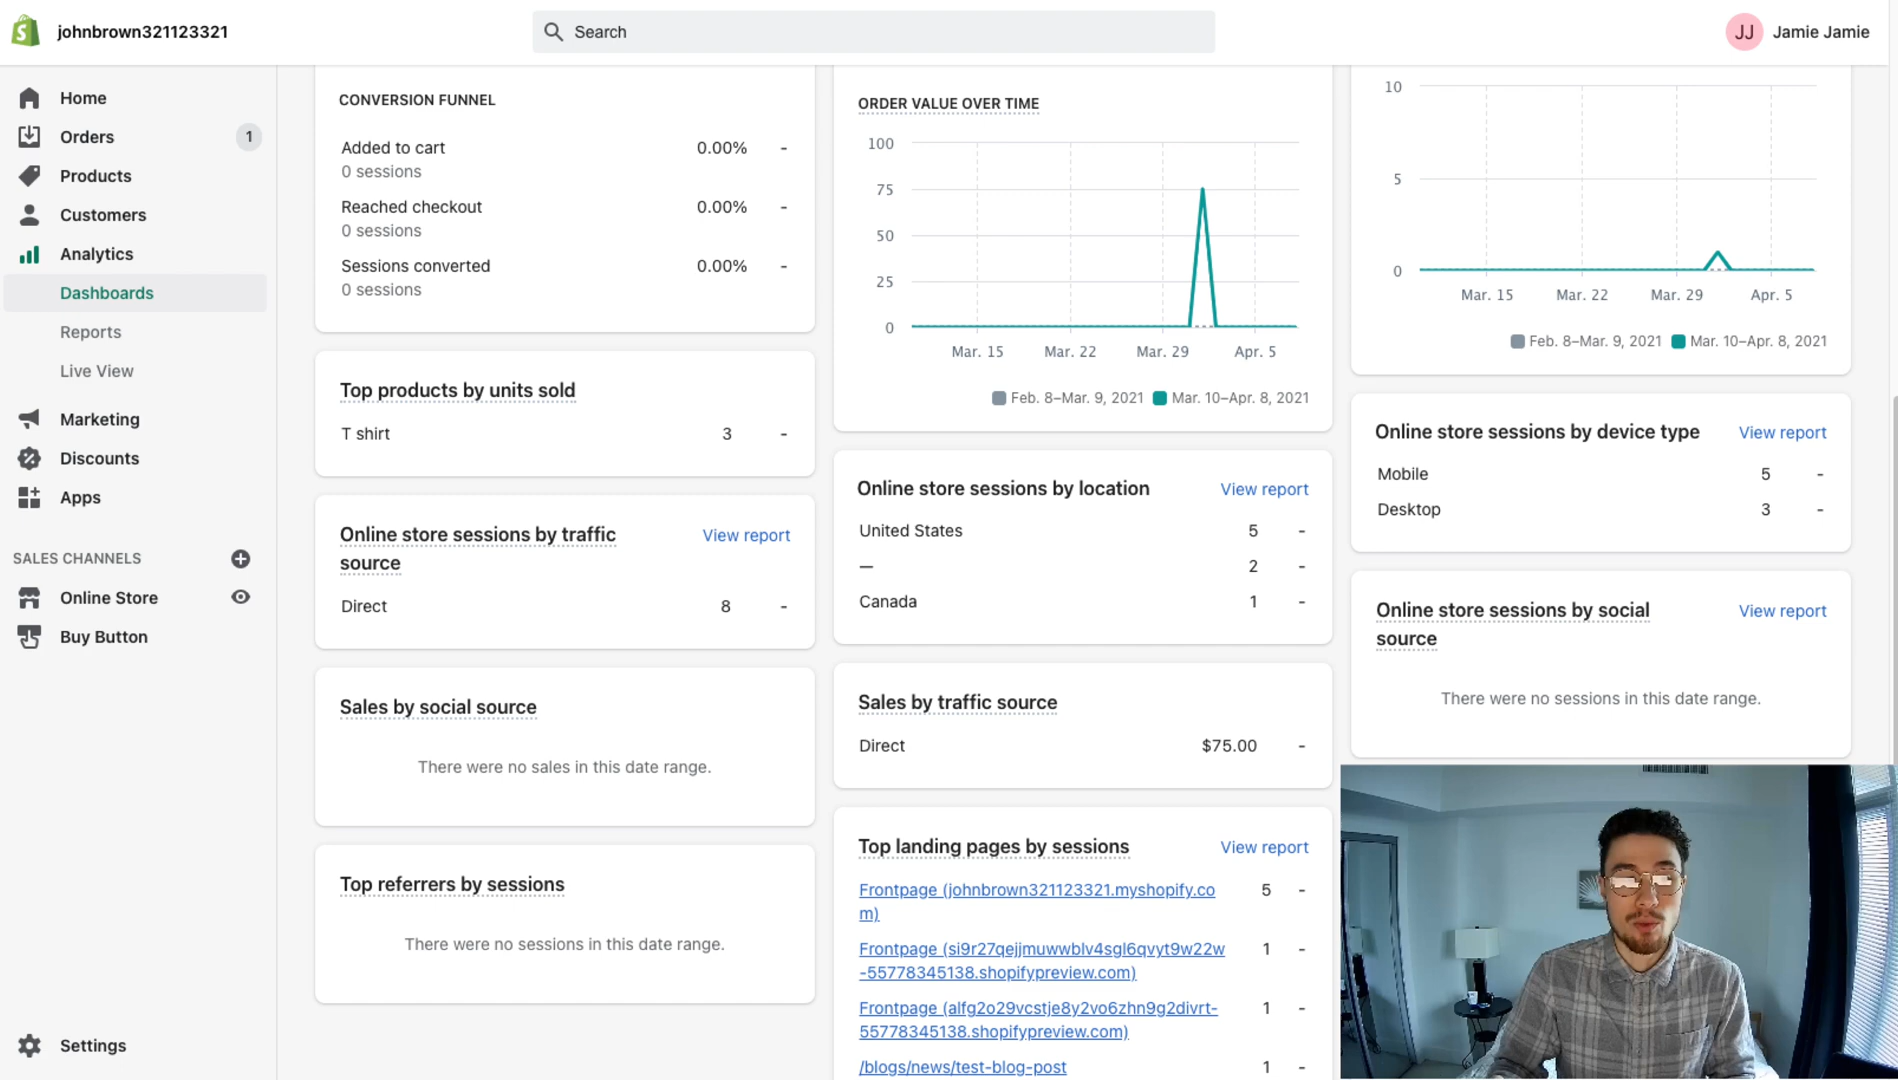 johnbrown321123321
Search
JJ Jamie Jamie
Home
Orders 1
Products
Customers
Analytics
Dashboards
Reports
Live View
Marketing
Discounts
Apps
SALES CHANNELS
Online Store
Buy Button
Settings
CONVERSION FUNNEL
Added to cart 0.00% -
0 sessions
Reached checkout 0.00% -
0 sessions
Sessions converted 0.00% -
0 sessions
Top products by units sold
T shirt 3 -
Online store sessions by traffic
source
View report
Direct 8 -
Sales by social source
There were no sales in this date range.
Top referrers by sessions
There were no sessions in this date range.
ORDER VALUE OVER TIME
100
75
50
25
0
Mar. 15 Mar. 22 Mar. 29 Apr. 5
Feb. 8–Mar. 9, 2021 Mar. 10–Apr. 8, 2021
Online store sessions by location View report
United States 5 -
— 2 -
Canada 1 -
Sales by traffic source
Direct $75.00 -
Top landing pages by sessions View report
Frontpage (johnbrown321123321.myshopify.co 5 -
m)
Frontpage (si9r27qejjmuwwblv4sgl6qvyt9w22w 1 -
-55778345138.shopifypreview.com)
Frontpage (alfg2o29vcstje8y2vo6zhn9g2divrt- 1 -
55778345138.shopifypreview.com)
/blogs/news/test-blog-post 1 -
10
5
0
Mar. 15 Mar. 22 Mar. 29 Apr. 5
Feb. 8–Mar. 9, 2021 Mar. 10–Apr. 8, 2021
Online store sessions by device type View report
Mobile 5 -
Desktop 3 -
Online store sessions by social
source
View report
There were no sessions in this date range.